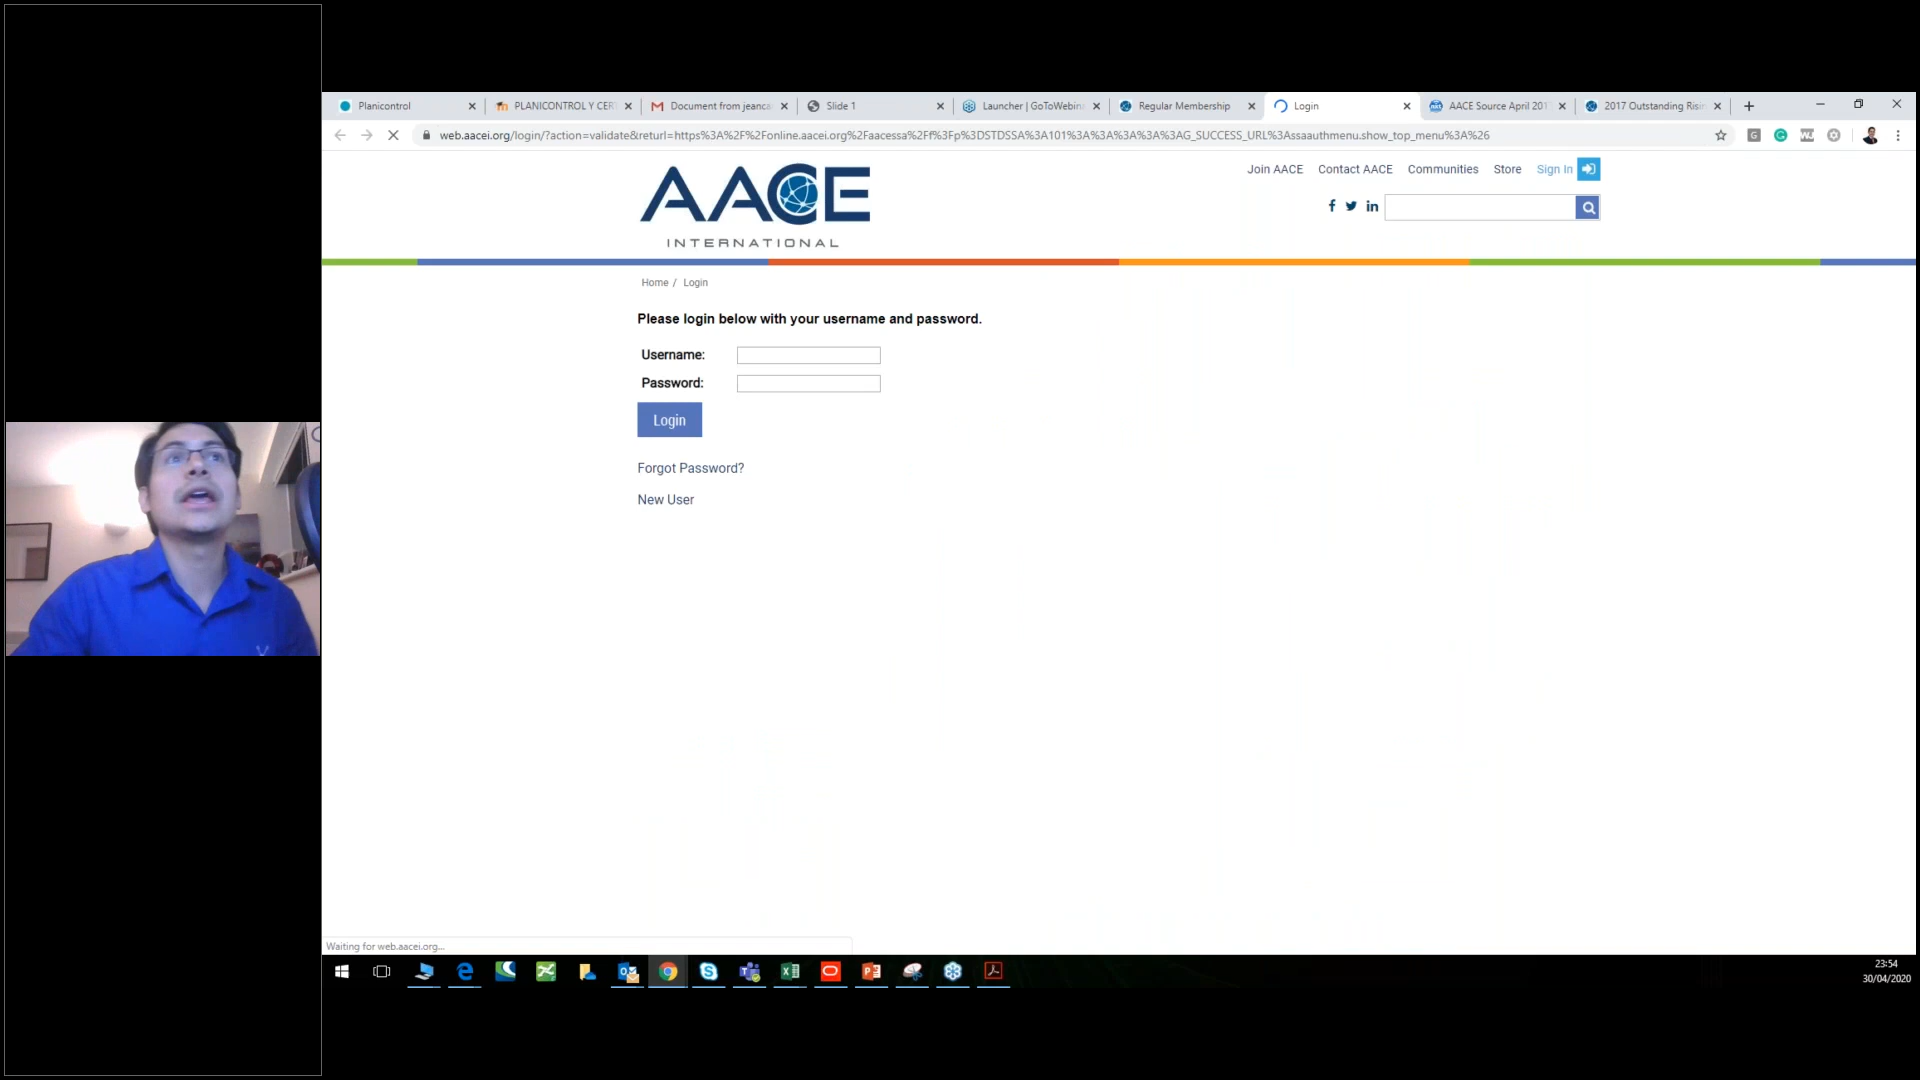 Planicontrol
PLANICONTROL Y CER
Document from jeanca
Slide 1
Launcher | GoToWebin
Regular Membership
Login
AACE Source April 201
2017 Outstanding Risin
web.aacei.org/login/?action=validate&returl=https%3A%2F%2Fonline.aacei.org%2Faacessa%2Ff%3Fp%3DSTDSSA%3A101%3A%3A%3A%3A%3AG_SUCCESS_URL%3Assaauthmenu.show_top_menu%3A%26
AACE
INTERNATIONAL
Join AACE
Contact AACE
Communities
Store
Sign In
Home / Login
Please login below with your username and password.
Username:
Password:
Login
Forgot Password?
New User
Waiting for web.aacei.org...
23:54
30/04/2020